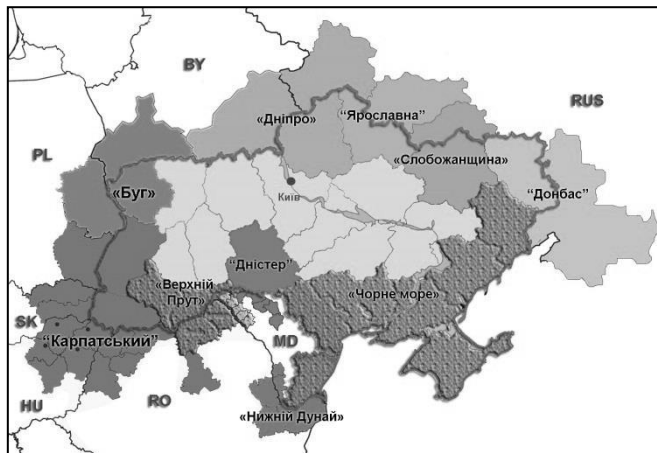 BY
RUS
«Дніпро»
“Ярославна”
PL
«Слобожанщина»
«Буг»
“Донбас”
Київ
“Дністер”
«Верхній
Прут»
«Чорне море»
SK
“Карпатський”
MD
HU
RO
«Нижній Дунай»